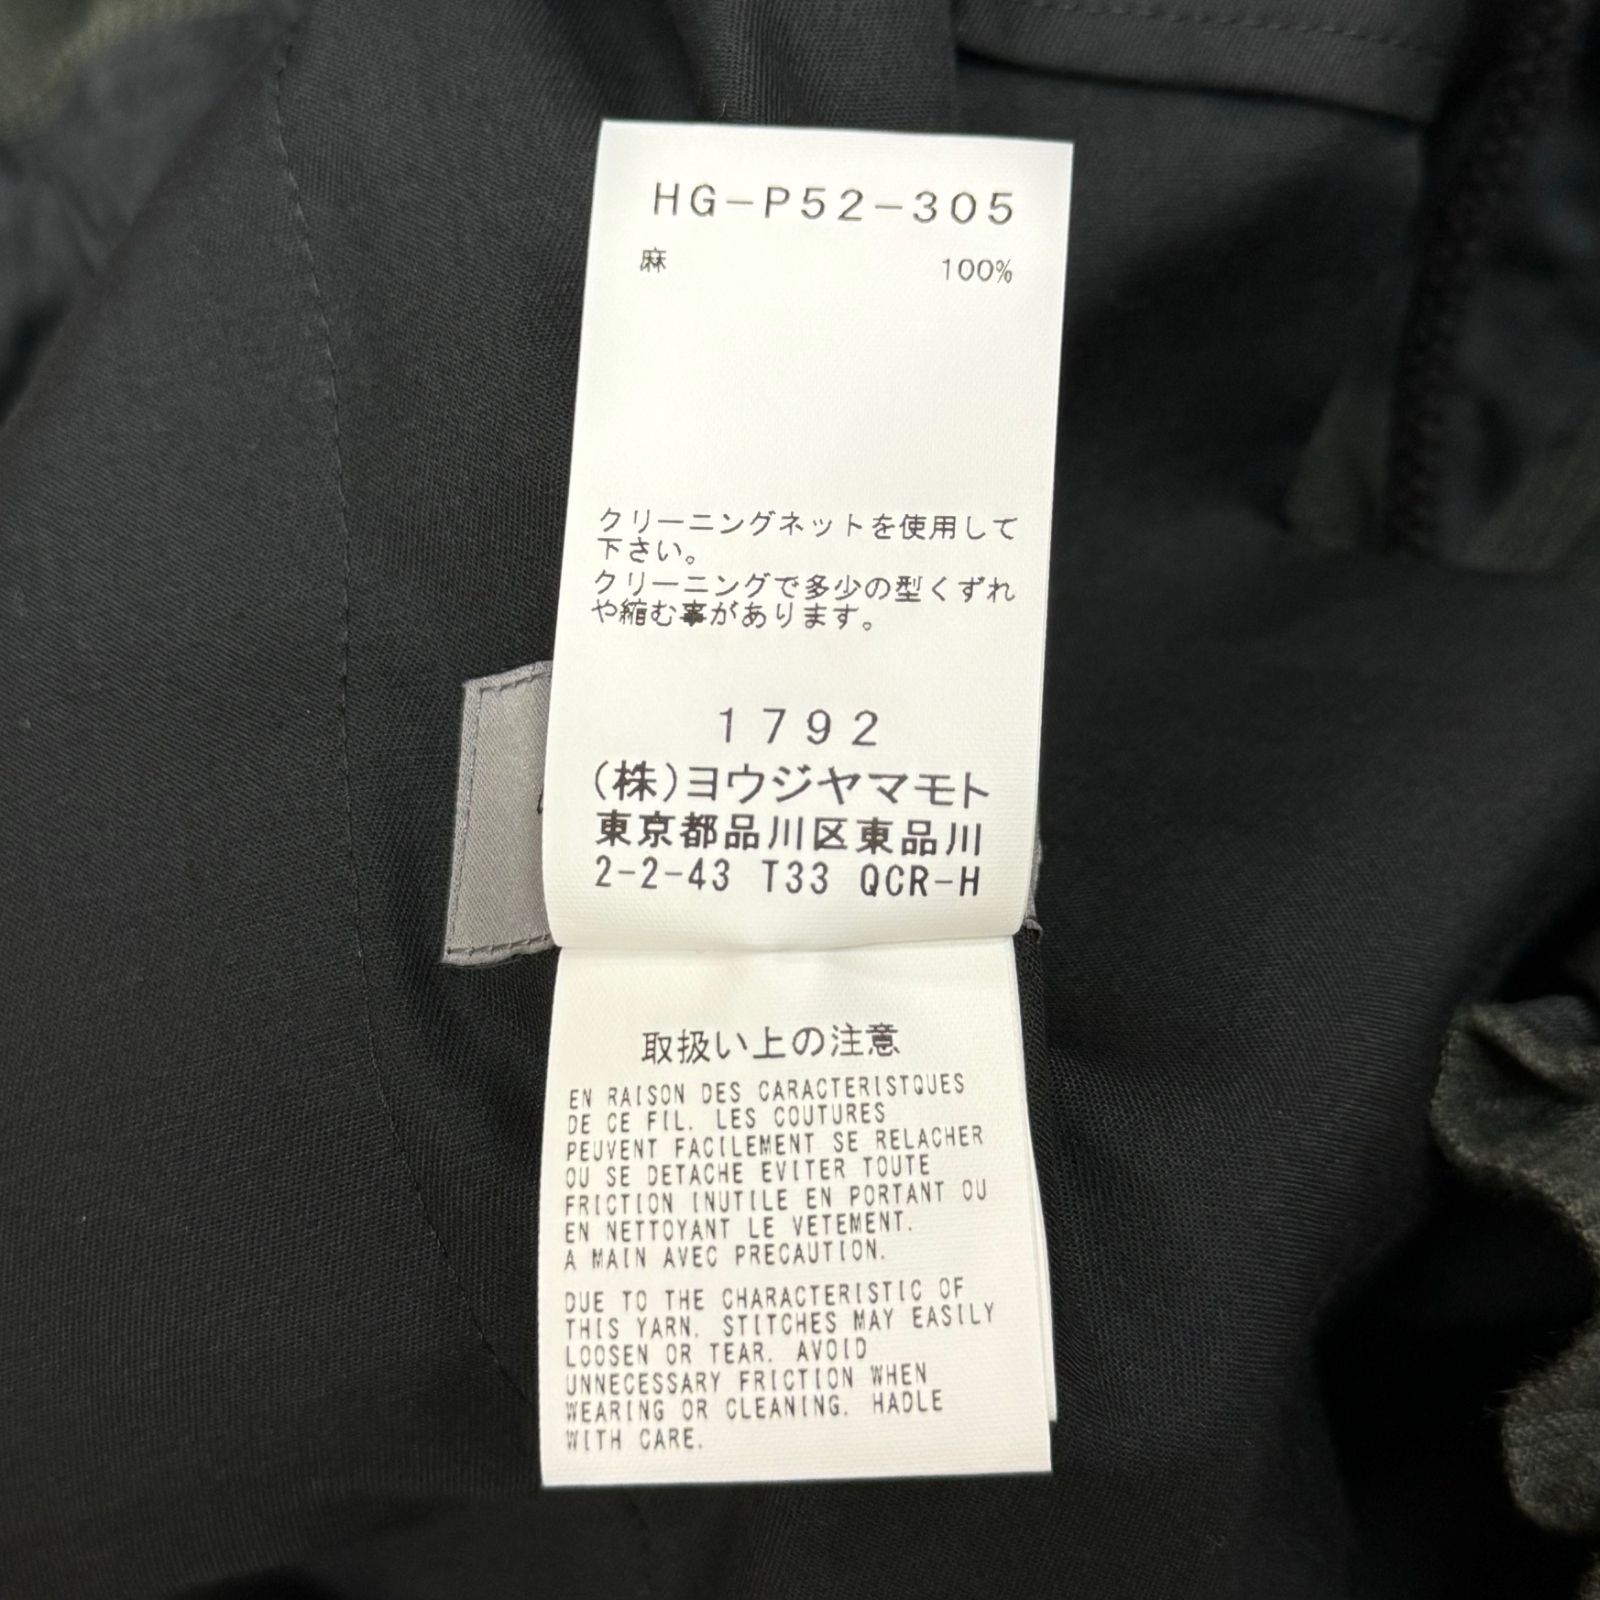 HG-P52-305
麻 100%
クリーニングネットを使用して
下さい。
クリーニングで多少の型くずれ
や縮む事があります。
1792
(株)ヨウジヤマモト
東京都品川区東品川
2-2-43 T33 QCR-H
取扱い上の注意
EN RAISON DES CARACTERISTQUES
DE CE FIL. LES COUTURES
PEUVENT FACILEMENT SE RELACHER
OU SE DETACHE EVITER TOUTE
FRICTION INUTILE EN PORTANT OU
EN NETTOYANT LE VETEMENT.
A MAIN AVEC PRECAUTION.
DUE TO THE CHARACTERISTIC OF
THIS YARN. STITCHES MAY EASILY
LOOSEN OR TEAR. AVOID
UNNECESSARY FRICTION WHEN
WEARING OR CLEANING. HADLE
WITH CARE.